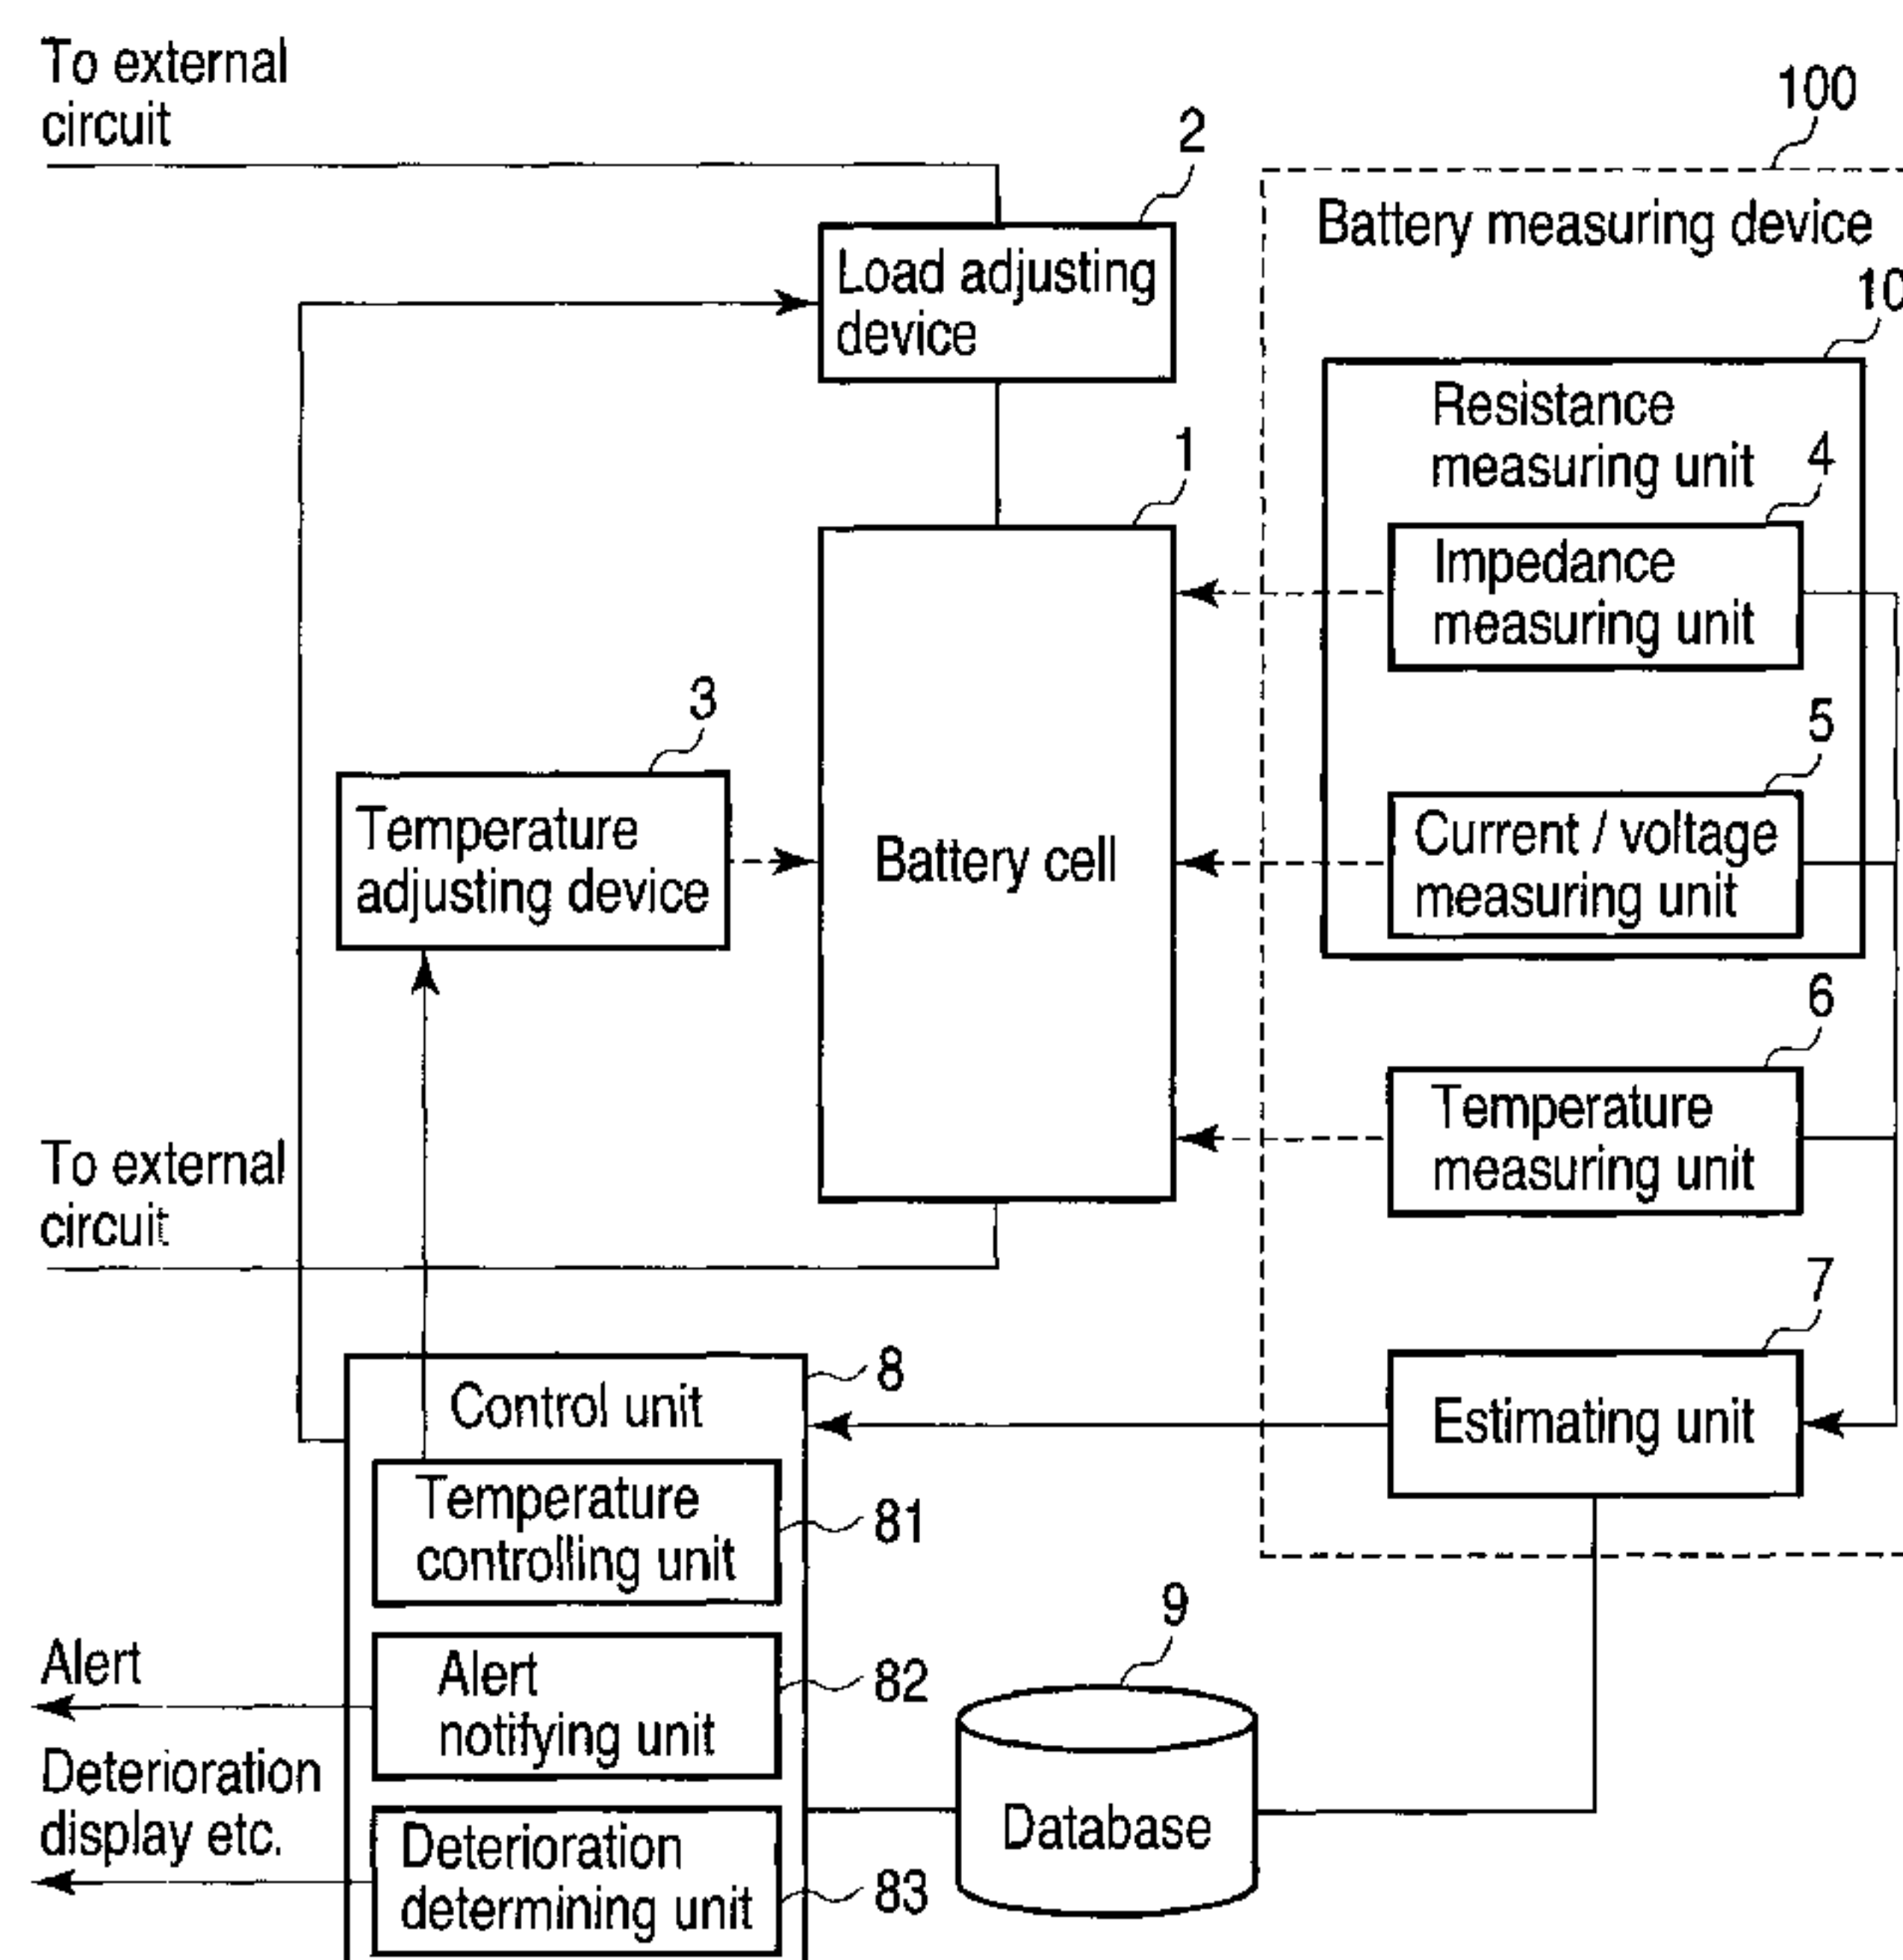 To external
circuit
100
2
Battery measuring device
Load adjusting
device
10
Resistance
measuring unit
1
4
Impedance
measuring unit
3
5
Temperature
adjusting device
Battery cell
Current / voltage
measuring unit
6
Temperature
measuring unit
To external
circuit
7
8
Control unit
Estimating unit
Temperature
controlling unit
81
9
Alert
Alert
notifying unit
82
Deterioration
display etc.
Database
Deterioration
determining unit
83